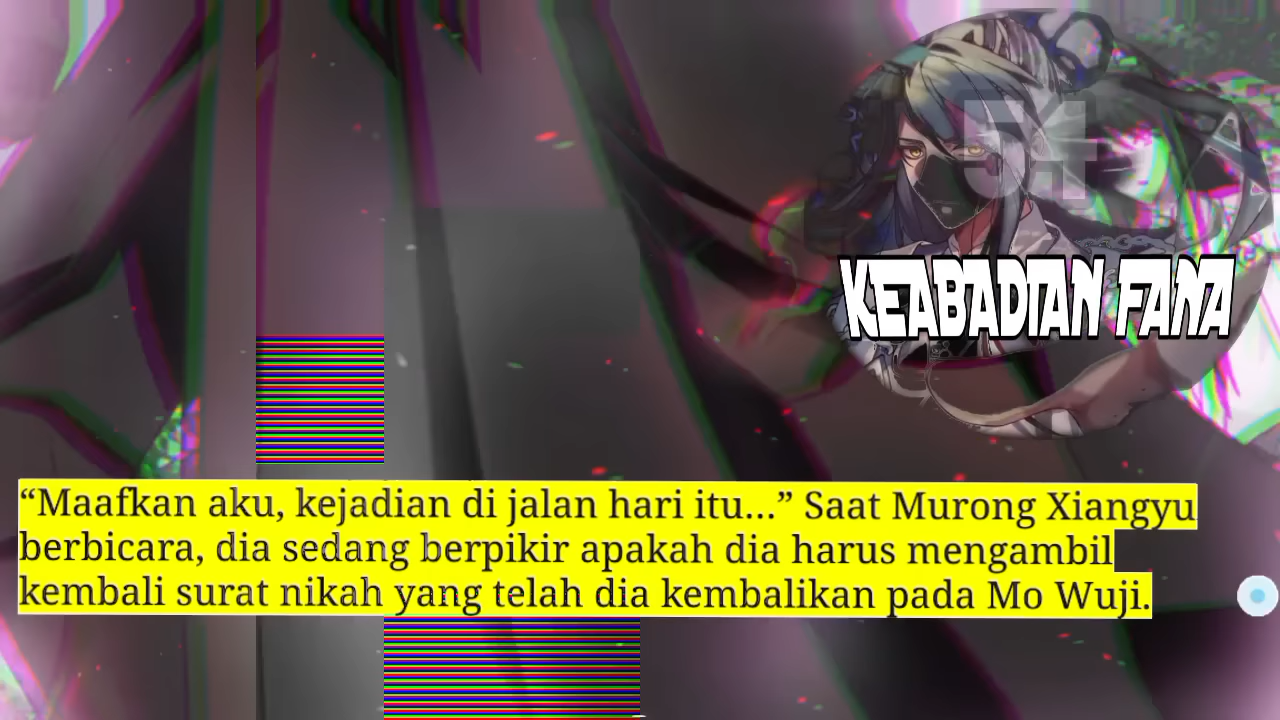 54
KEABADIAN FANA
“Maafkan aku, kejadian di jalan hari itu...” Saat Murong Xiangyu
berbicara, dia sedang berpikir apakah dia harus mengambil
kembali surat nikah yang telah dia kembalikan pada Mo Wuji.